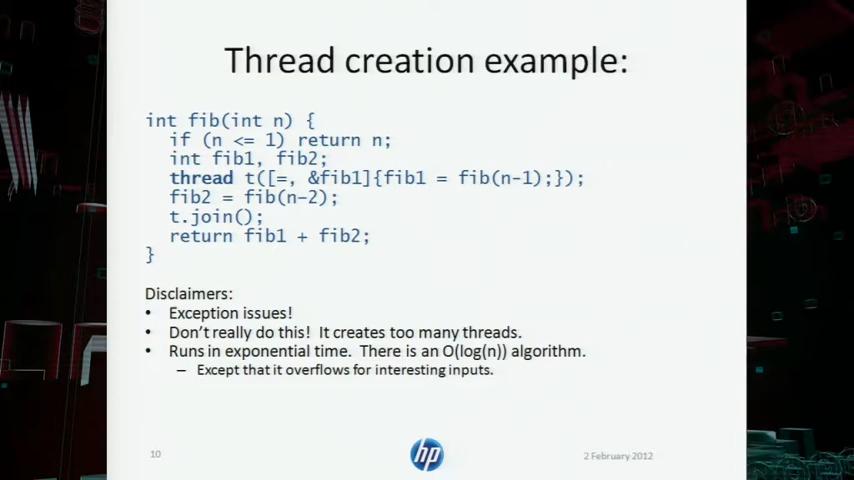 Thread creation example:
int fib(int n) {
if (n <= 1) return n;
int fib1, fib2;
thread t([=, &fib1]{fib1 = fib(n-1);});
fib2 = fib(n-2);
t.join();
return fib1 + fib2;
}
Disclaimers:
• Exception issues!
• Don't really do this! It creates too many threads.
• Runs in exponential time. There is an O(log(n)) algorithm.
– Except that it overflows for interesting inputs.
10
hp
2 February 2012